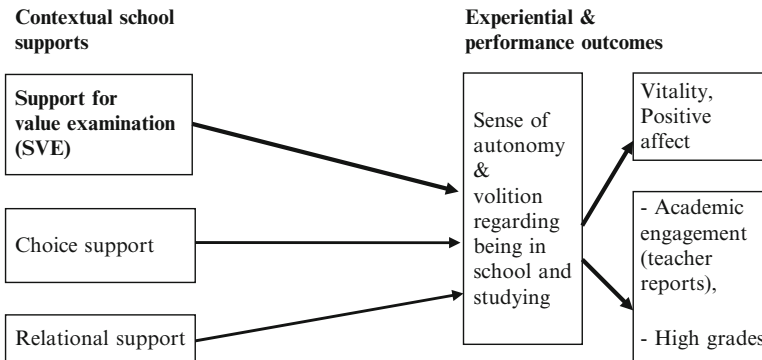 Contextual school
supports
Experiential &
performance outcomes
Support for
value examination
(SVE)
Choice support
Relational support
Sense of
autonomy
&
volition
regarding
being in
school and
studying
Vitality,
Positive
affect
- Academic
engagement
(teacher
reports),
- High grades